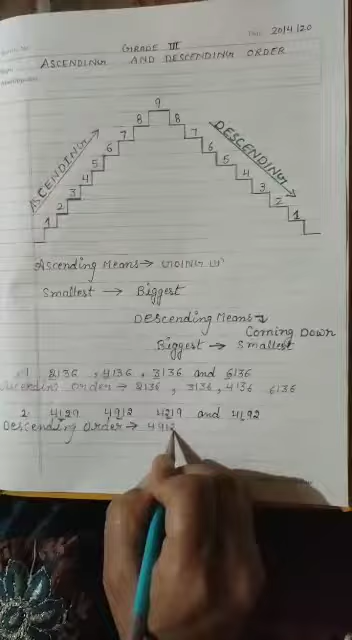 Date 20/4/20
GRADE III
ASCENDING AND DESCENDING ORDER
9
8 8
7 7
6 6
5 5
4 4
3 3
2 2
1 1
ASCENDING
DESCENDING
Ascending Means → GOING UP
Smallest → Biggest
Descending Means →
Coming Down
Biggest → Smallest
1. 2136 , 4136 , 3136 and 6136
Ascending Order → 2136 , 3136 , 4136 6136
2. 4129 4912 4219 and 4192
Descending Order → 4912